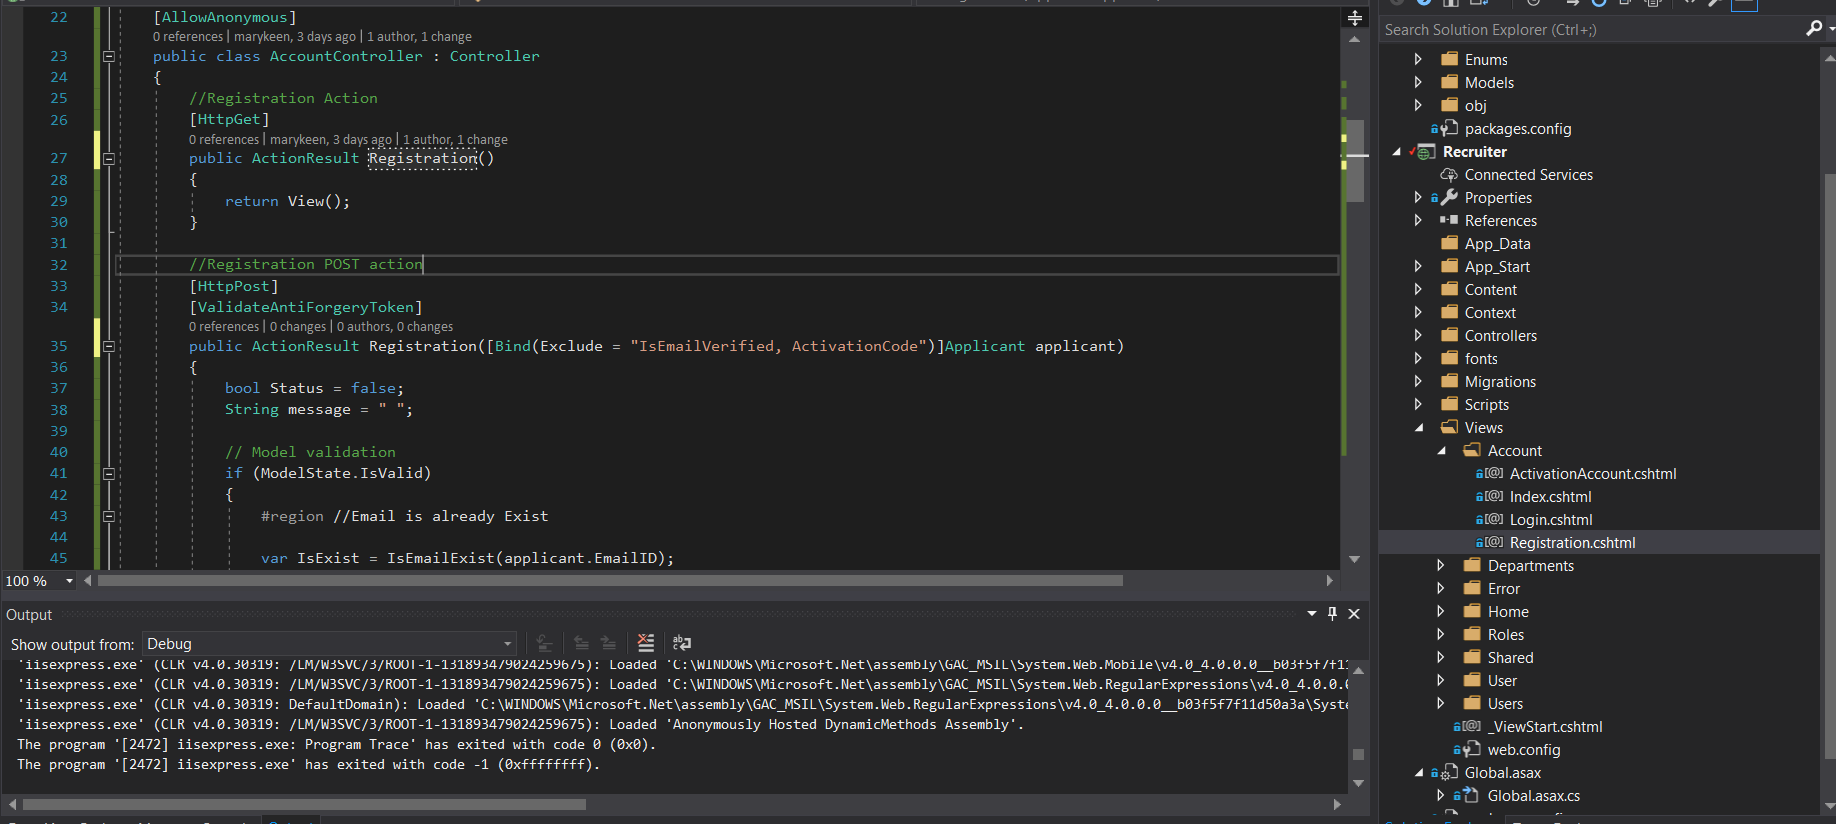 22 [AllowAnonymous]
0 references | marykeen, 3 days ago | 1 author, 1 change
23 public class AccountController : Controller
24 {
25 //Registration Action
26 [HttpGet]
0 references | marykeen, 3 days ago | 1 author, 1 change
27 public ActionResult Registration()
28 {
29 return View();
30 }
31
32 //Registration POST action
33 [HttpPost]
34 [ValidateAntiForgeryToken]
0 references | 0 changes | 0 authors, 0 changes
35 public ActionResult Registration([Bind(Exclude = "IsEmailVerified, ActivationCode")]Applicant applicant)
36 {
37 bool Status = false;
38 String message = " ";
39
40 // Model validation
41 if (ModelState.IsValid)
42 {
43 #region //Email is already Exist
44
45 var IsExist = IsEmailExist(applicant.EmailID);
100 %
Output
Show output from: Debug
'iisexpress.exe' (CLR v4.0.30319: /LM/W3SVC/3/ROOT-1-131893479024259675): Loaded 'C:\WINDOWS\Microsoft.Net\assembly\GAC_MSIL\System.Web.Mobile\v4.0_4.0.0.0__b03f5f7f11
'iisexpress.exe' (CLR v4.0.30319: /LM/W3SVC/3/ROOT-1-131893479024259675): Loaded 'C:\WINDOWS\Microsoft.Net\assembly\GAC_MSIL\System.Web.RegularExpressions\v4.0_4.0.0.0
'iisexpress.exe' (CLR v4.0.30319: DefaultDomain): Loaded 'C:\WINDOWS\Microsoft.Net\assembly\GAC_MSIL\System.Web.RegularExpressions\v4.0_4.0.0.0__b03f5f7f11d50a3a\Syste
'iisexpress.exe' (CLR v4.0.30319: /LM/W3SVC/3/ROOT-1-131893479024259675): Loaded 'Anonymously Hosted DynamicMethods Assembly'.
The program '[2472] iisexpress.exe: Program Trace' has exited with code 0 (0x0).
The program '[2472] iisexpress.exe' has exited with code -1 (0xffffffff).
Search Solution Explorer (Ctrl+;)
Enums
Models
obj
packages.config
Recruiter
Connected Services
Properties
References
App_Data
App_Start
Content
Context
Controllers
fonts
Migrations
Scripts
Views
Account
ActivationAccount.cshtml
Index.cshtml
Login.cshtml
Registration.cshtml
Departments
Error
Home
Roles
Shared
User
Users
_ViewStart.cshtml
web.config
Global.asax
Global.asax.cs